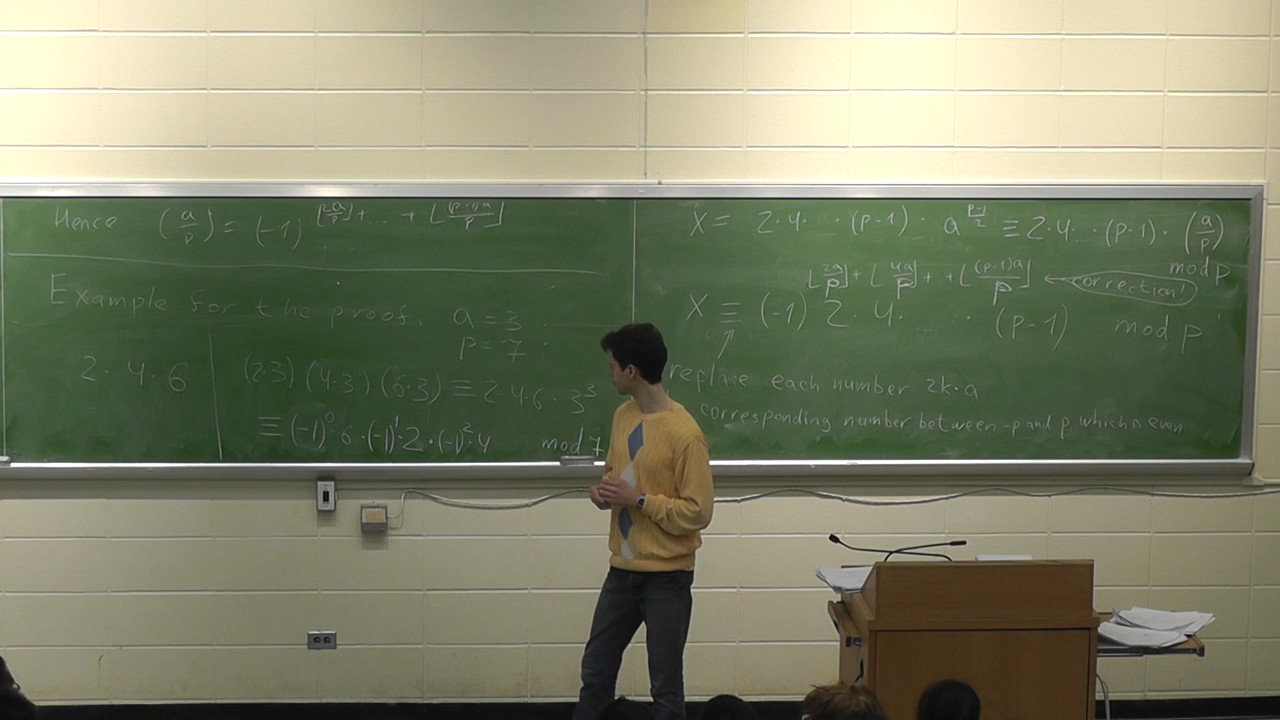 Hence (a/p) = (-1)^{⌊2a/p⌋ + ... + ⌊(p-1)a/p⌋}
Example for the proof. a = 3
p = 7
2 · 4 · 6
(2·3) (4·3) (6·3) ≡ 2·4·6 · 3^3
≡ (-1)^0 · 6 · (-1)^1 · 2 · (-1)^2 · 4 mod 7
X = 2·4· ... ·(p-1) · a^{(p-1)/2} ≡ 2·4· ... ·(p-1) · (a/p)
mod p
⌊2a/p⌋ + ⌊4a/p⌋ + + ⌊(p-1)a/p⌋ ← correction!
X ≡ (-1) 2 · 4 · ... · (p-1) mod p
replace each number 2k·a
corresponding number between -p and p which is even